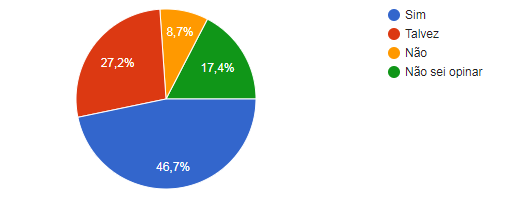 8,7%
27,2%
17,4%
46,7%
Sim
Talvez
Não
Não sei opinar